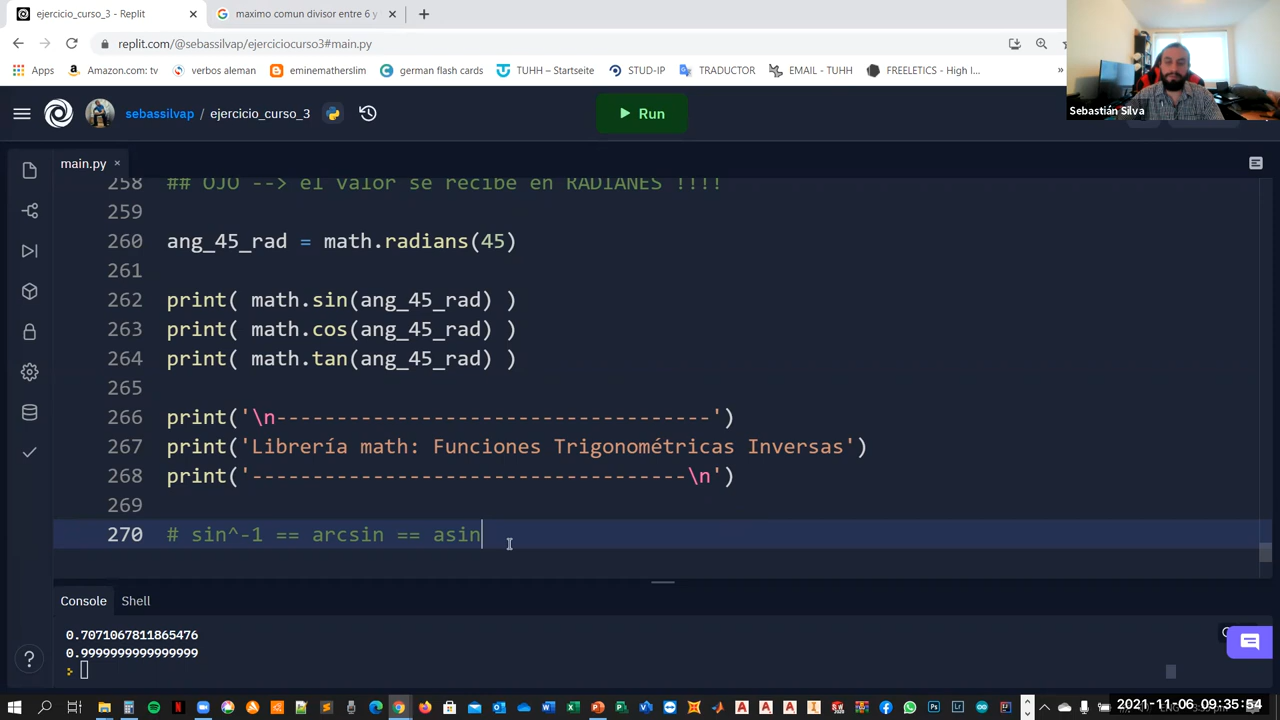 ejercicio_curso_3 - Replit
maximo comun divisor entre 6 y
replit.com/@sebassilvap/ejerciciocurso3#main.py
Apps
Amazon.com: tv
verbos aleman
eminematherslim
german flash cards
TUHH – Startseite
STUD-IP
TRADUCTOR
EMAIL - TUHH
FREELETICS - High I...
»
Sebastián Silva
sebassilvap / ejercicio_curso_3
Run
main.py
258 ## OJO --> el valor se recibe en RADIANES !!!!
259
260 ang_45_rad = math.radians(45)
261
262 print( math.sin(ang_45_rad) )
263 print( math.cos(ang_45_rad) )
264 print( math.tan(ang_45_rad) )
265
266 print('\n------------------------------------')
267 print('Librería math: Funciones Trigonométricas Inversas')
268 print('------------------------------------\n')
269
270 # sin^-1 == arcsin == asin
Console
Shell
0.7071067811865476
0.9999999999999999
2021-11-06 09:35:54